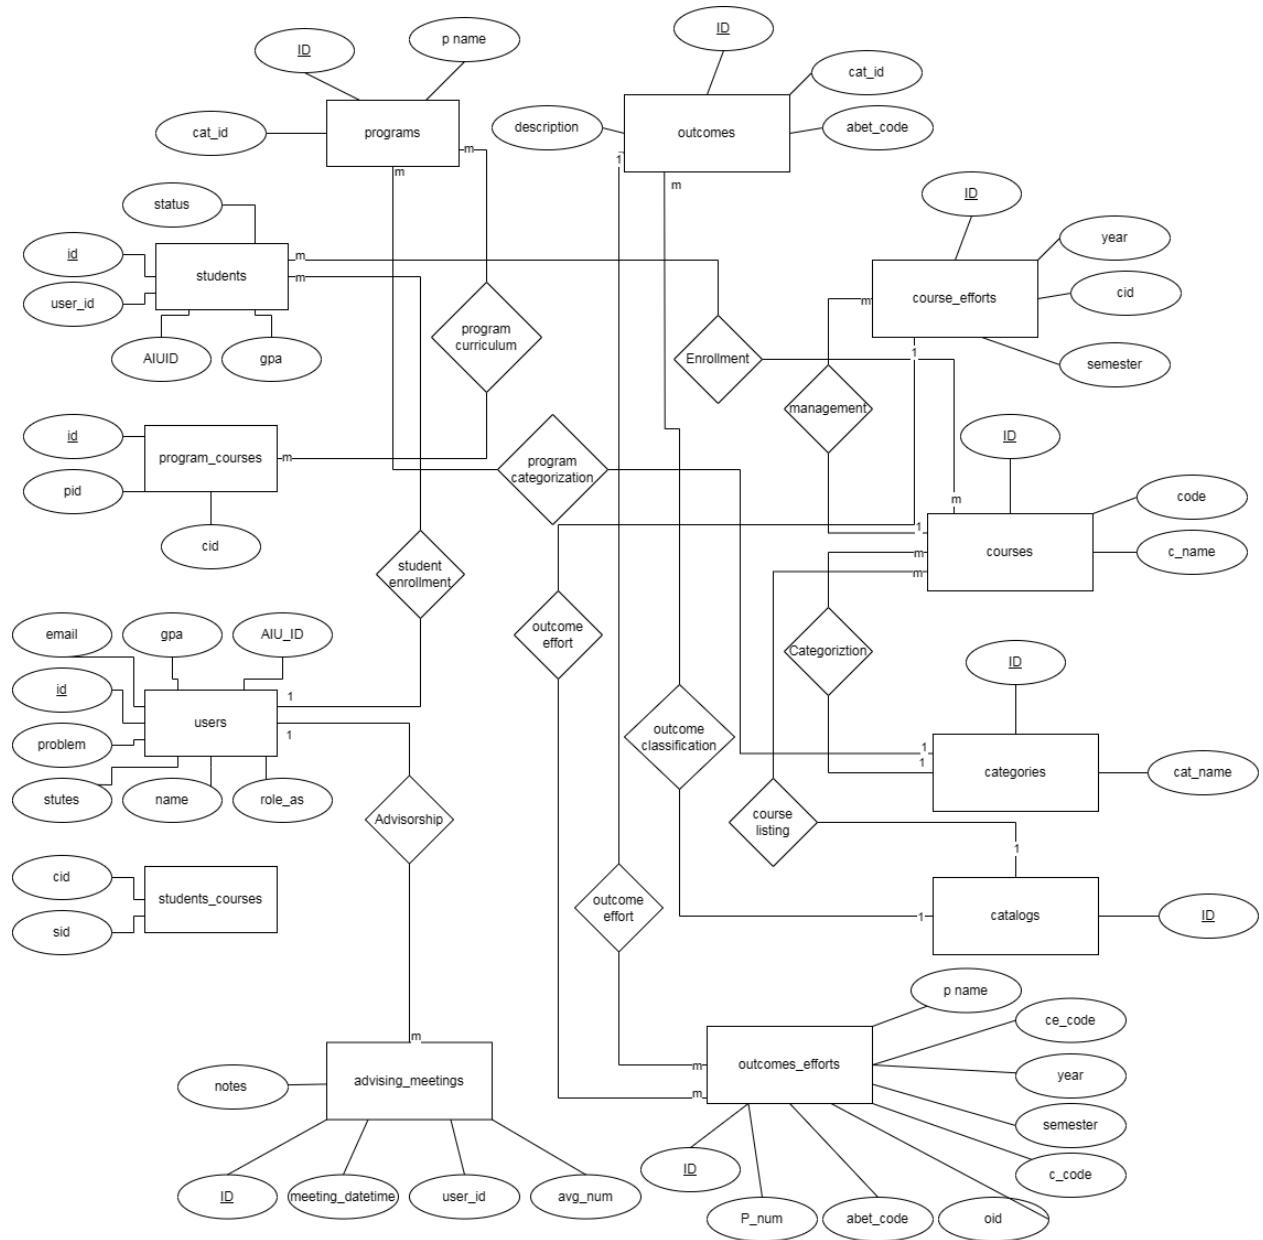 ID
p name
ID
cat_id
cat_id
programs
description
outcomes
abet_code
m
m
1
m
status
ID
year
id
students
m
m
course_efforts
cid
user_id
m
AIUID
gpa
program
curriculum
Enrollment
1
semester
management
id
program_courses
m
ID
pid
program
categorization
m
code
cid
1
courses
c_name
m
m
student
enrollment
email
gpa
AIU_ID
outcome
effort
Categoriztion
ID
id
users
1
1
problem
outcome
classification
1
1
categories
cat_name
stutes
name
role_as
Advisorship
course
listing
1
cid
students_courses
sid
outcome
effort
1
catalogs
ID
p name
ce_code
m
advising_meetings
notes
m
m
outcomes_efforts
year
semester
c_code
ID
ID
meeting_datetime
user_id
avg_num
P_num
abet_code
oid